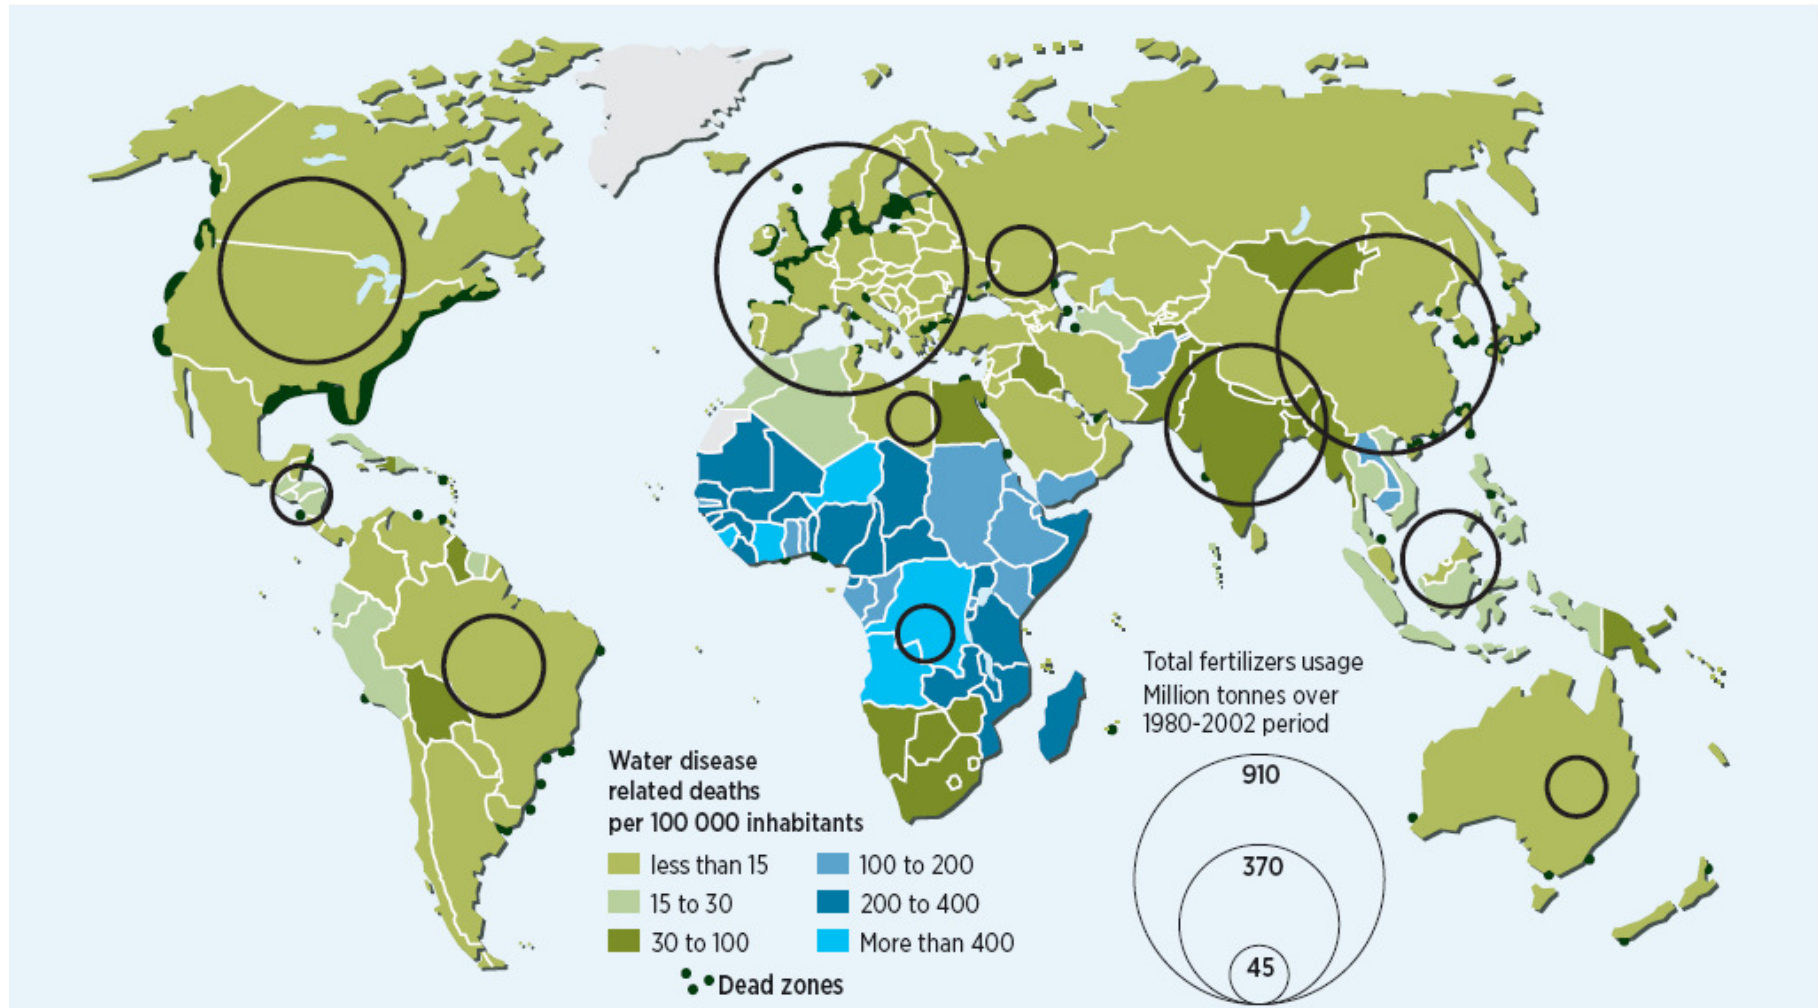 Total fertilizers usage
Million tonnes over
1980-2002 period
910
370
45
Water disease
related deaths
per 100 000 inhabitants
less than 15
15 to 30
30 to 100
100 to 200
200 to 400
More than 400
Dead zones